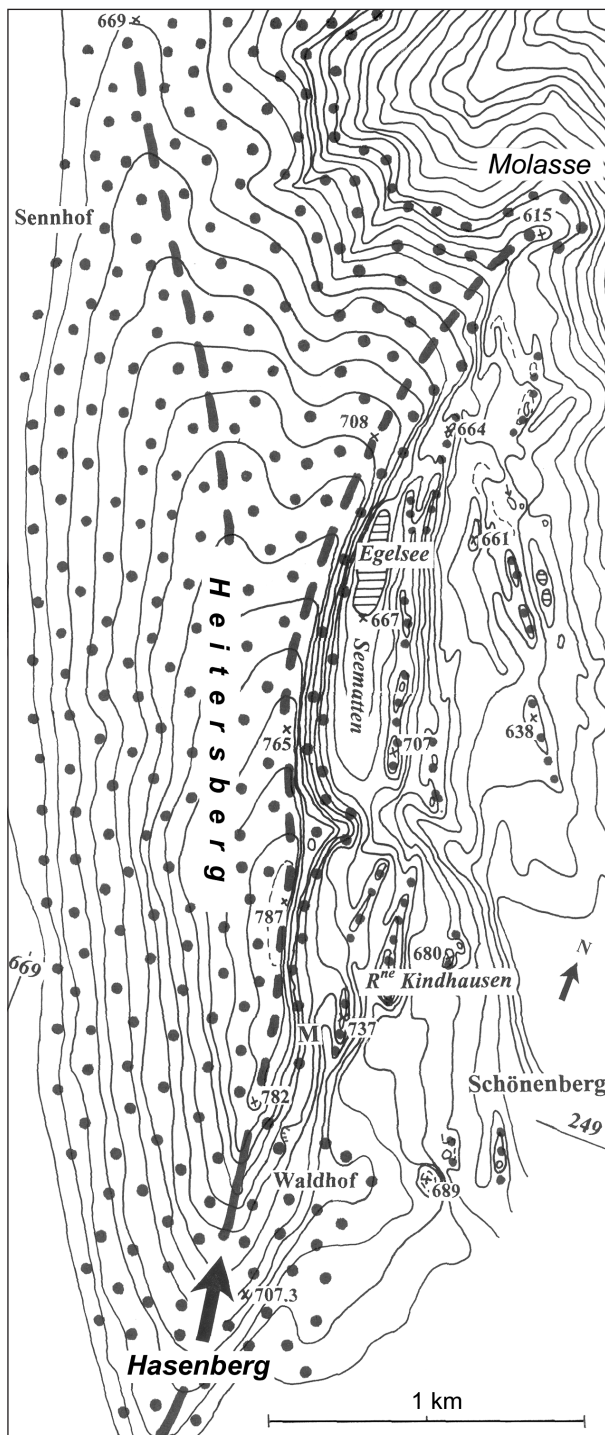 669
Molasse
615
Sennhof
708
664
661
Egelsee
667
Seematten
Heitersberg
638
765
707
787
680
N
669
Rne Kindhausen
M
737
782
Schönenberg
249
Waldhof
689
707.3
Hasenberg
1 km